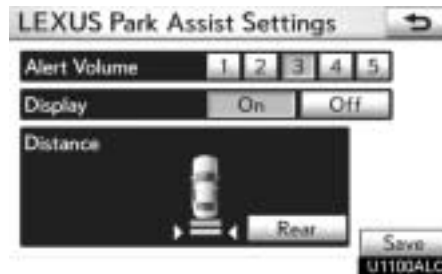 LEXUS Park Assist Settings
Alert Volume 1 2 3 4 5
Display On Off
Distance
Rear
Save
U1100ALC